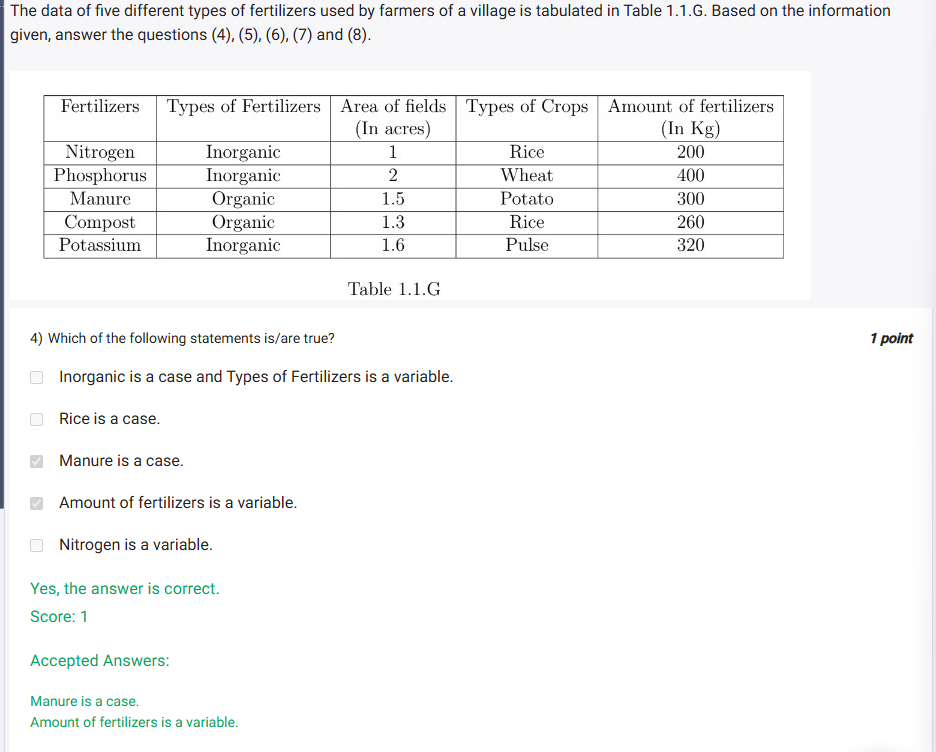 The data of five different types of fertilizers used by farmers of a village is tabulated in Table 1.1.G. Based on the information
given, answer the questions (4), (5), (6), (7) and (8).
Fertilizers Types of Fertilizers Area of fields Types of Crops Amount of fertilizers
(In acres) (In Kg)
Nitrogen Inorganic 1 Rice 200
Phosphorus Inorganic 2 Wheat 400
Manure Organic 1.5 Potato 300
Compost Organic 1.3 Rice 260
Potassium Inorganic 1.6 Pulse 320
Table 1.1.G
4) Which of the following statements is/are true? 1 point
Inorganic is a case and Types of Fertilizers is a variable.
Rice is a case.
Manure is a case.
Amount of fertilizers is a variable.
Nitrogen is a variable.
Yes, the answer is correct.
Score: 1
Accepted Answers:
Manure is a case.
Amount of fertilizers is a variable.